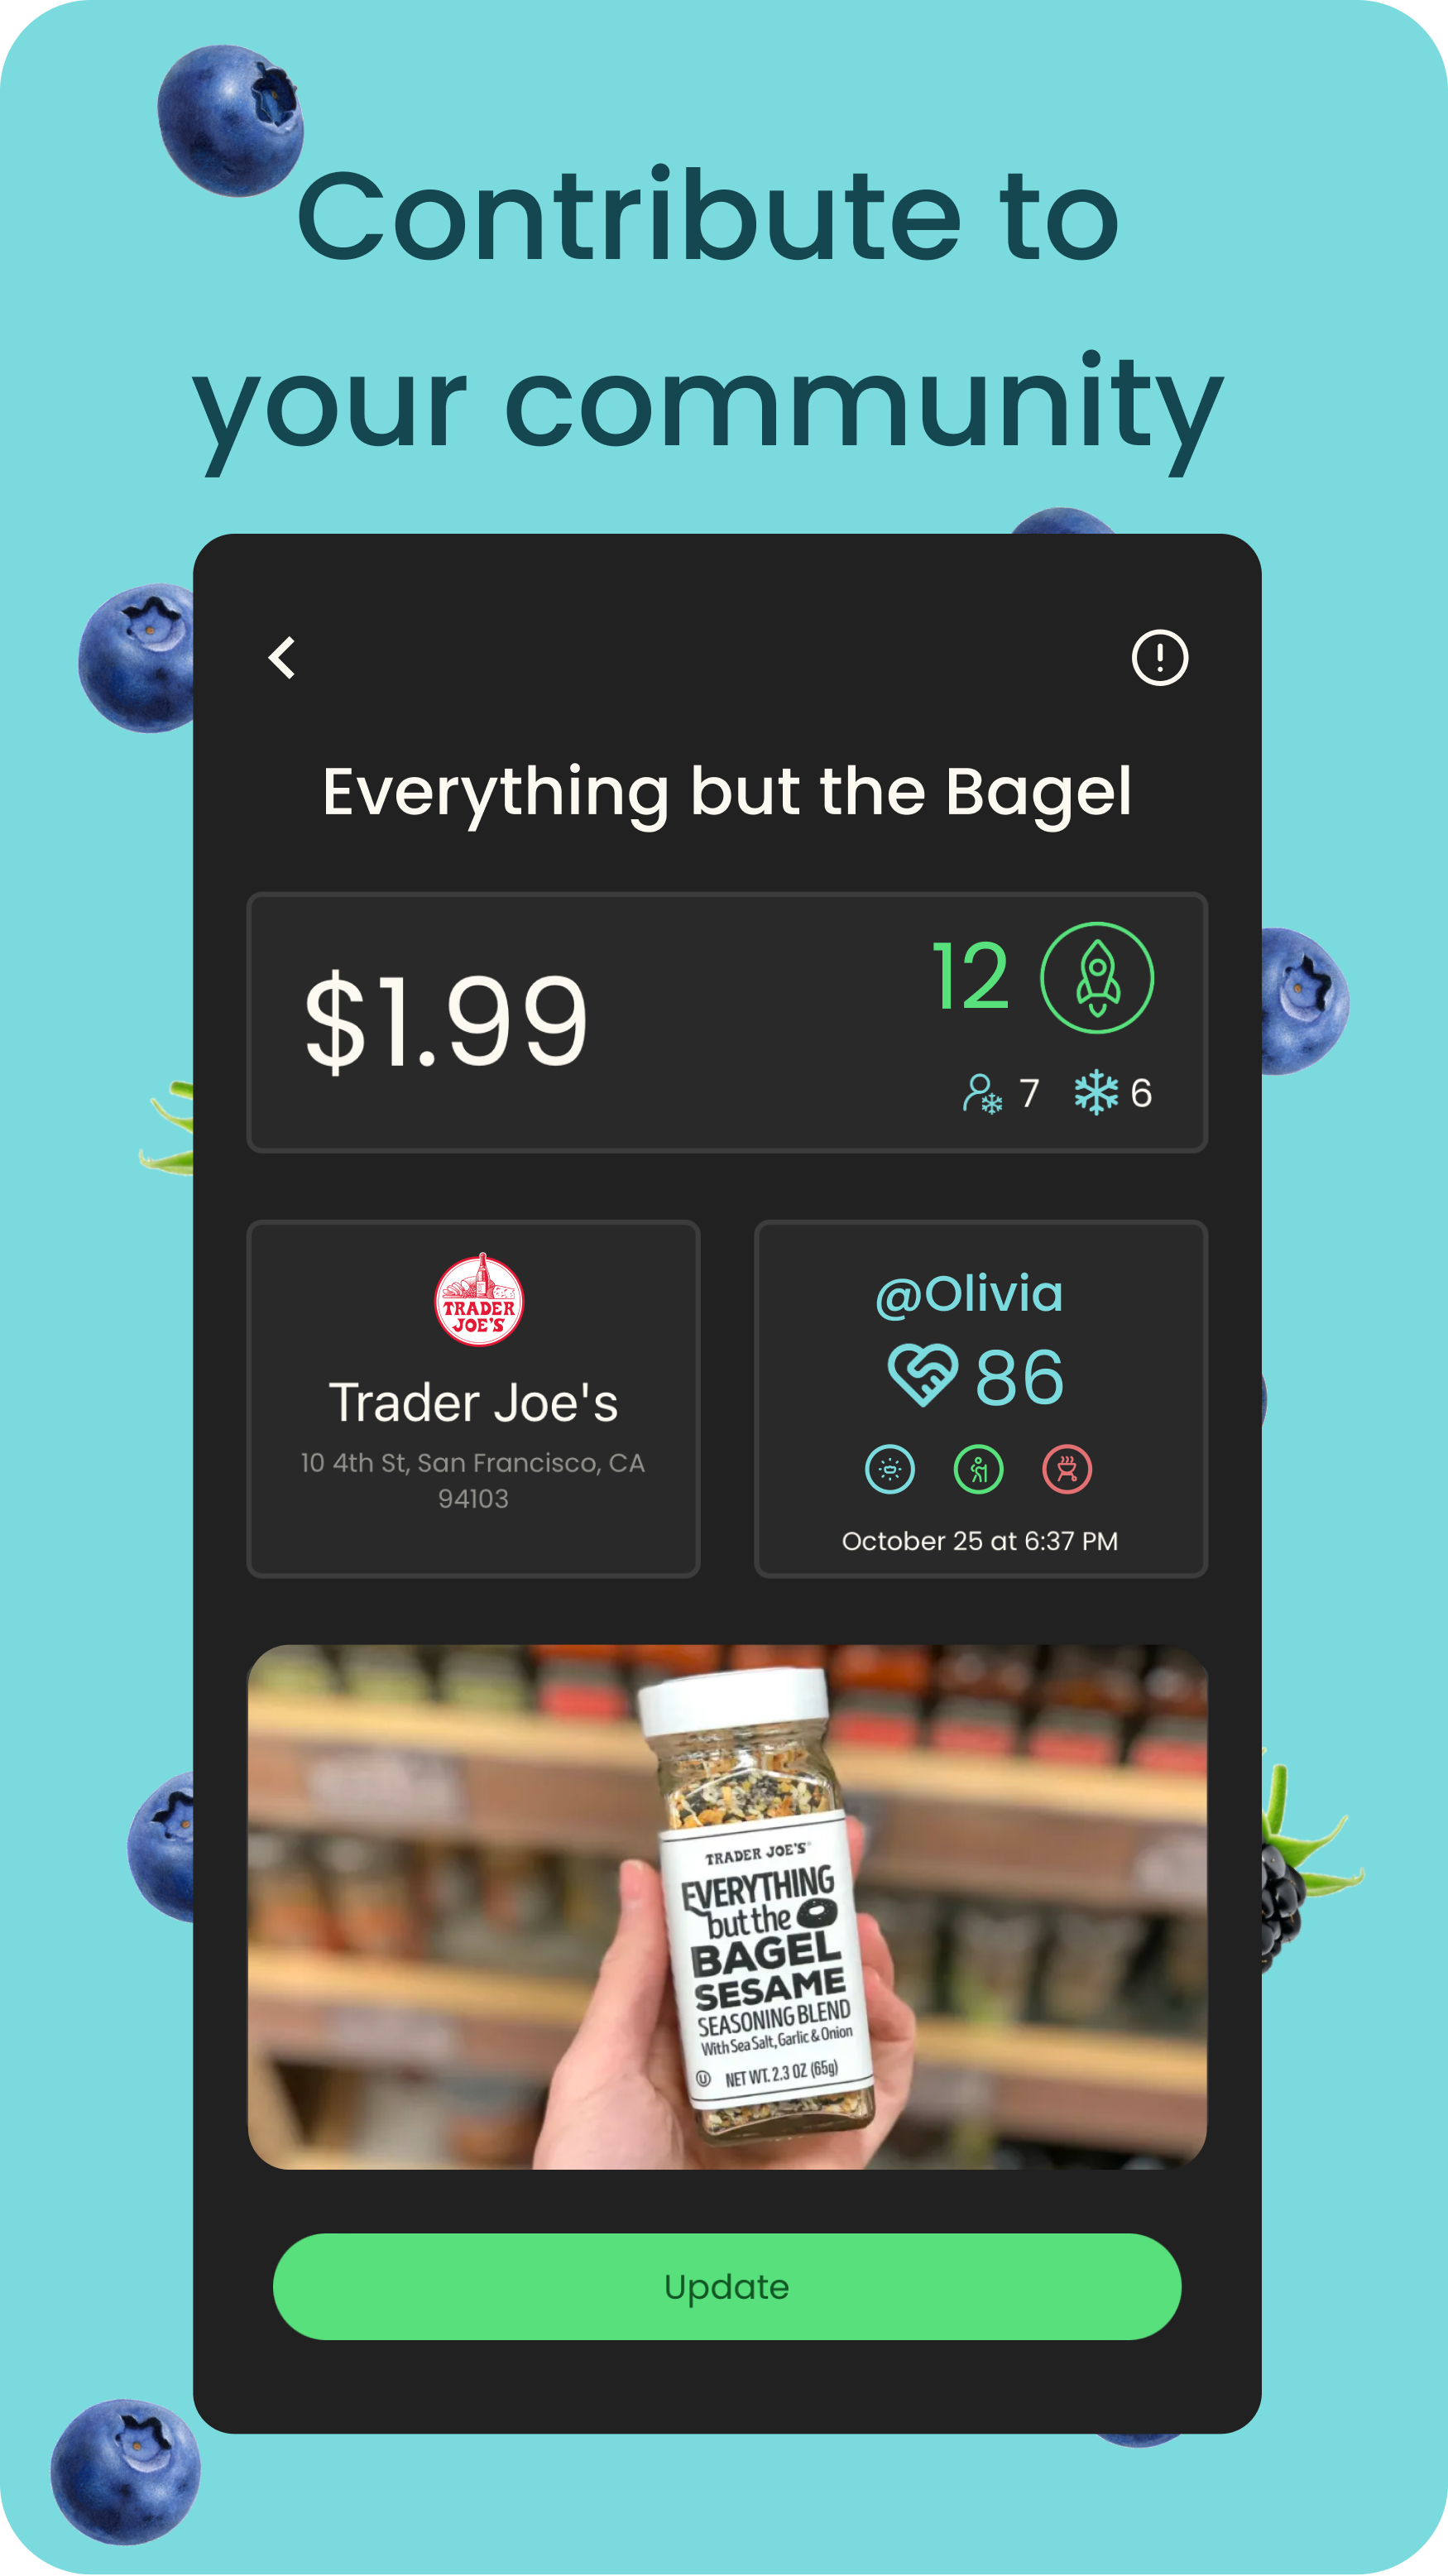 Contribute to
your community
Everything but the Bagel
$1.99
12
7
6
TRADER
JOE'S
Trader Joe's
10 4th St, San Francisco, CA
94103
@Olivia
86
October 25 at 6:37 PM
TRADER JOE'S
EVERYTHING
but the
BAGEL
SESAME
SEASONING BLEND
With Sea Salt, Garlic & Onion
U NET WT. 2.3 OZ (65g)
Update